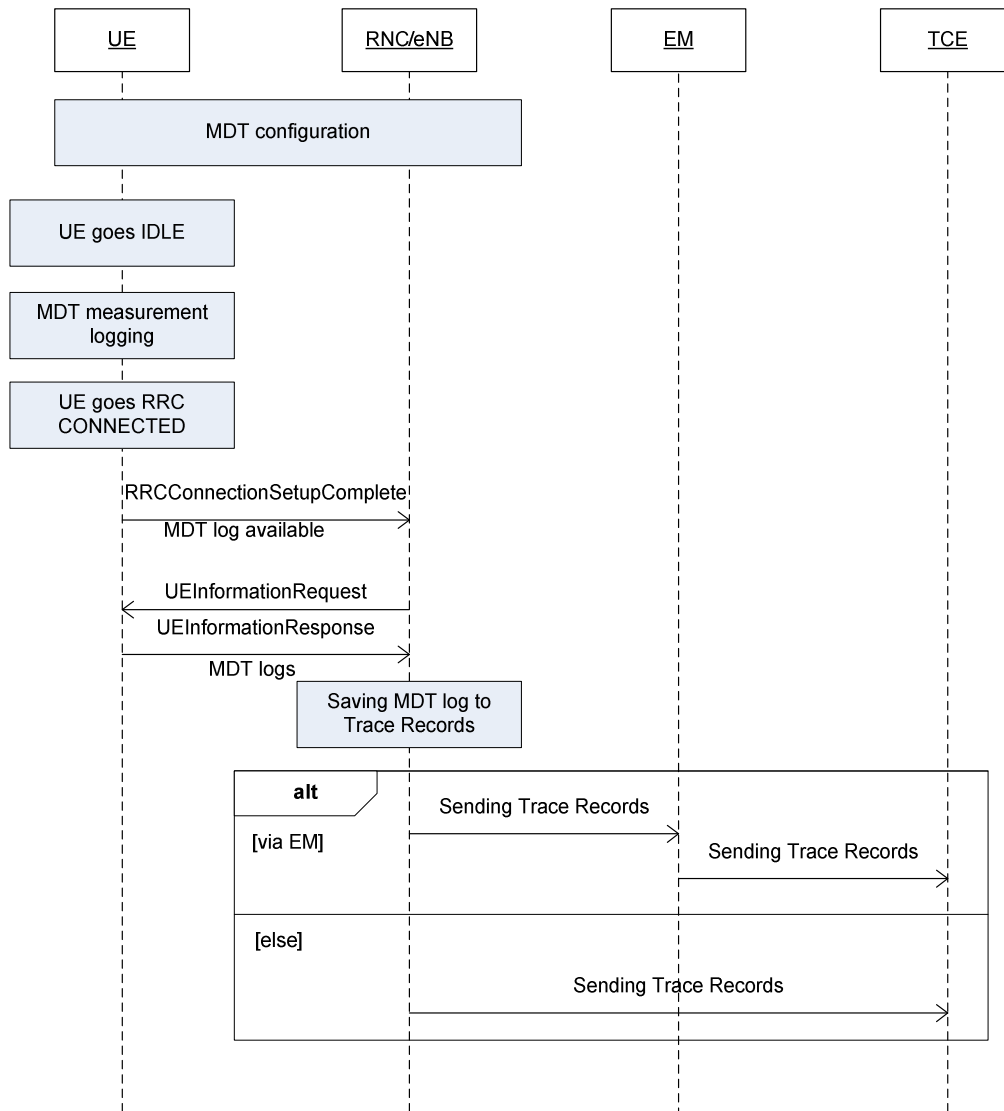 UE
RNC/eNB
EM
TCE
MDT configuration
UE goes IDLE
MDT measurement
logging
UE goes RRC
CONNECTED
RRCConnectionSetupComplete
MDT log available
UEInformationRequest
UEInformationResponse
MDT logs
Saving MDT log to
Trace Records
alt
Sending Trace Records
[via EM]
Sending Trace Records
[else]
Sending Trace Records